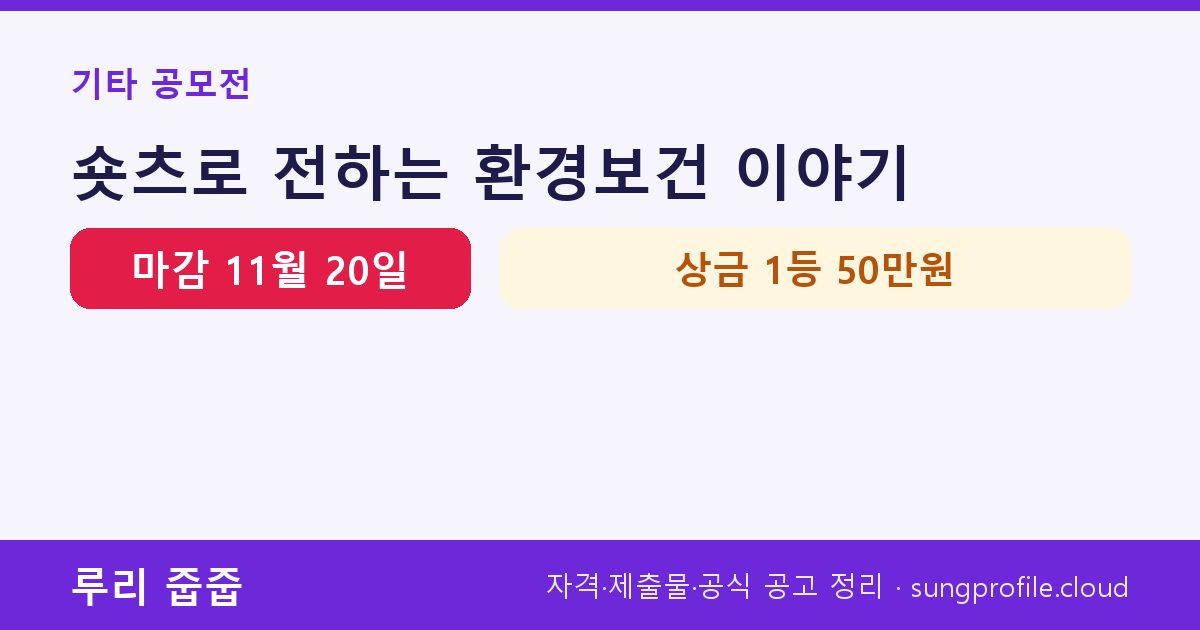 기타 공모전
숏츠로 전하는 환경보건 이야기
마감 11월 20일
상금 1등 50만원
루리 줍줍
자격·제출물·공식 공고 정리 · sungprofile.cloud